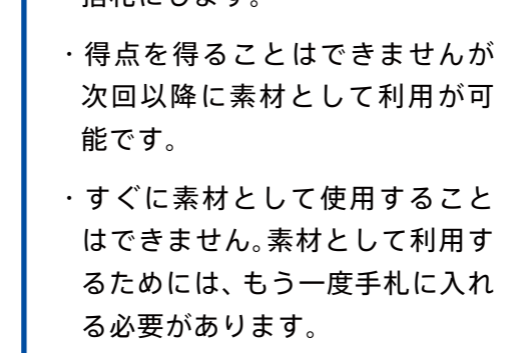 捨札にします。
・得点を得ることはできませんが
次回以降に素材として利用が可
能です。
・すぐに素材として使用すること
はできません。素材として利用す
るためには、もう一度手札に入れ
る必要があります。